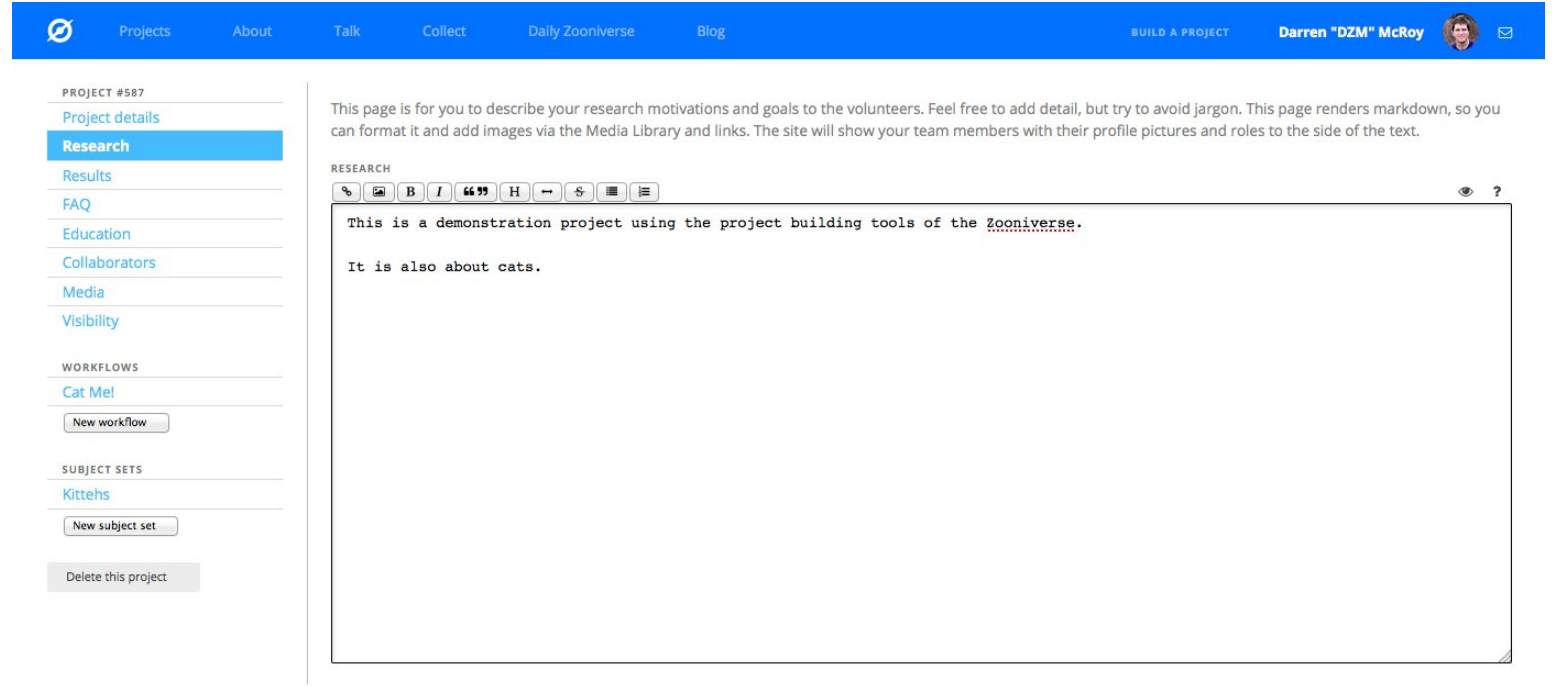 Projects About Talk Collect Daily Zooniverse Blog BUILD A PROJECT Darren "DZM" McRoy
PROJECT #587
Project details
Research
Results
FAQ
Education
Collaborators
Media
Visibility
WORKFLOWS
Cat Me!
New workflow
SUBJECT SETS
Kittehs
New subject set
Delete this project
This page is for you to describe your research motivations and goals to the volunteers. Feel free to add detail, but try to avoid jargon. This page renders markdown, so you
can format it and add images via the Media Library and links. The site will show your team members with their profile pictures and roles to the side of the text.
RESEARCH
B I ❝❞ H S ?
This is a demonstration project using the project building tools of the Zooniverse.
It is also about cats.